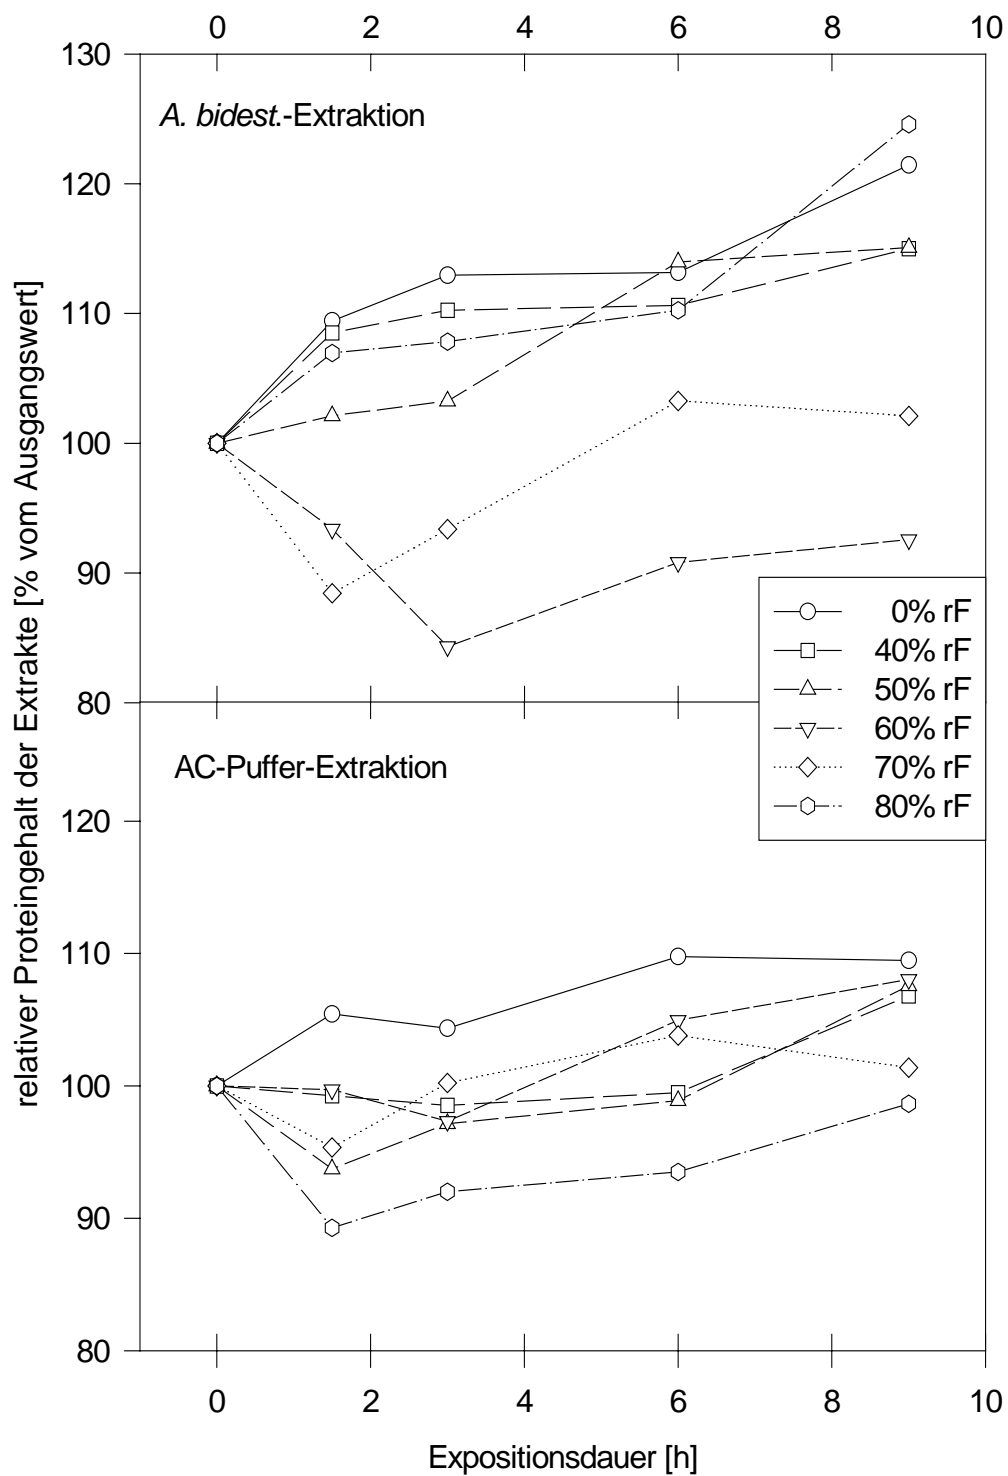 0 2 4 6 8 10
130
A. bidest.-Extraktion
120
110
100
90
80
relativer Proteingehalt der Extrakte [% vom Ausgangswert]
0% rF
40% rF
50% rF
60% rF
70% rF
80% rF
AC-Puffer-Extraktion
120
110
100
90
80
0 2 4 6 8 10
Expositionsdauer [h]